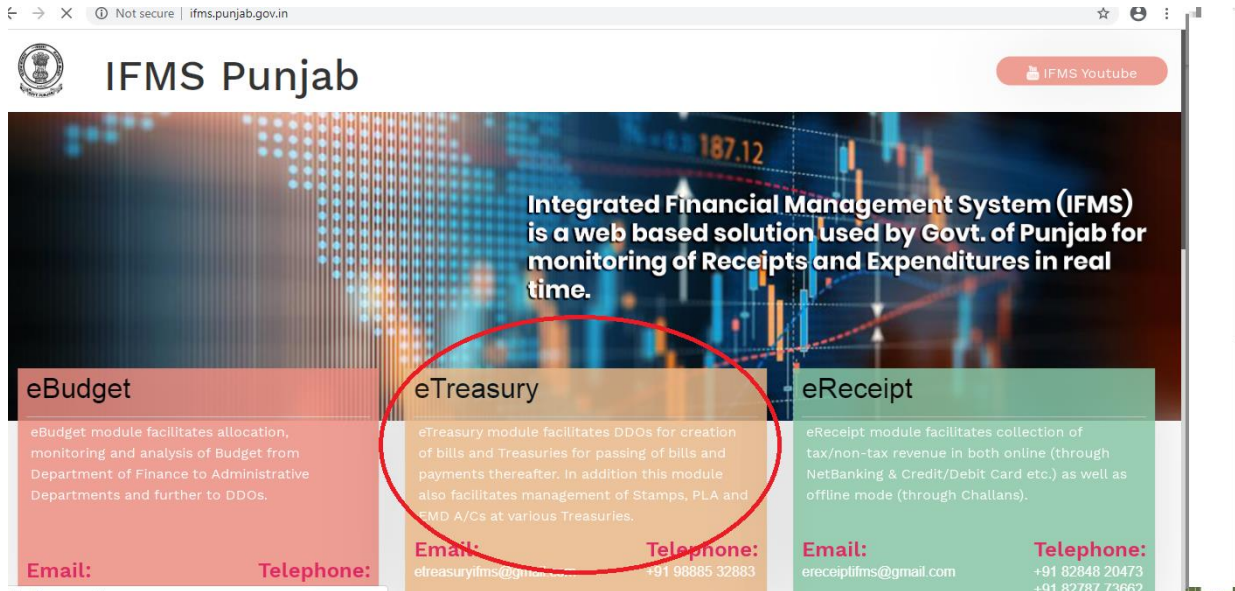 Not secure | ifms.punjab.gov.in
IFMS Punjab
IFMS Youtube
187.12
Integrated Financial Management System (IFMS)
is a web based solution used by Govt. of Punjab for
monitoring of Receipts and Expenditures in real
time.
eBudget
eBudget module facilitates allocation,
monitoring and analysis of Budget from
Department of Finance to Administrative
Departments and further to DDOs.
Email:
Telephone:
eTreasury
eTreasury module facilitates DDOs for creation
of bills and Treasuries for passing of bills and
payments thereafter. In addition this module
also facilitates management of Stamps, PLA and
EMD A/Cs at various Treasuries.
Email:
Telephone:
etreasuryifms@gmail.com
+91 98885 32883
eReceipt
eReceipt module facilitates collection of
tax/non-tax revenue in both online (through
NetBanking & Credit/Debit Card etc.) as well as
offline mode (through Challans).
Email:
Telephone:
ereceiptifms@gmail.com
+91 82848 20473
+91 82787 73662